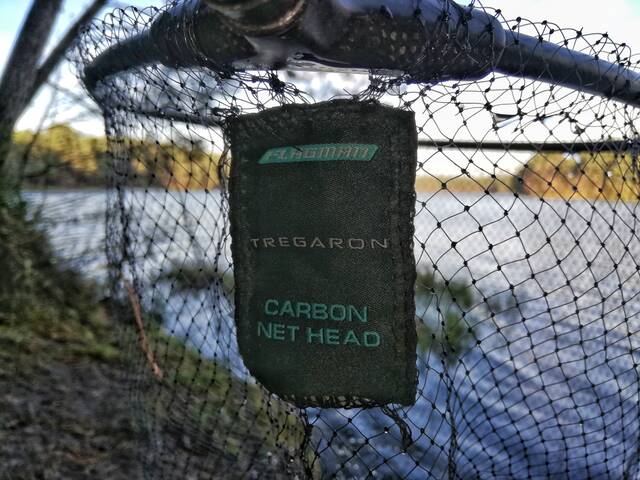 FLAGMAN
TREGARON
CARBON
NET HEAD